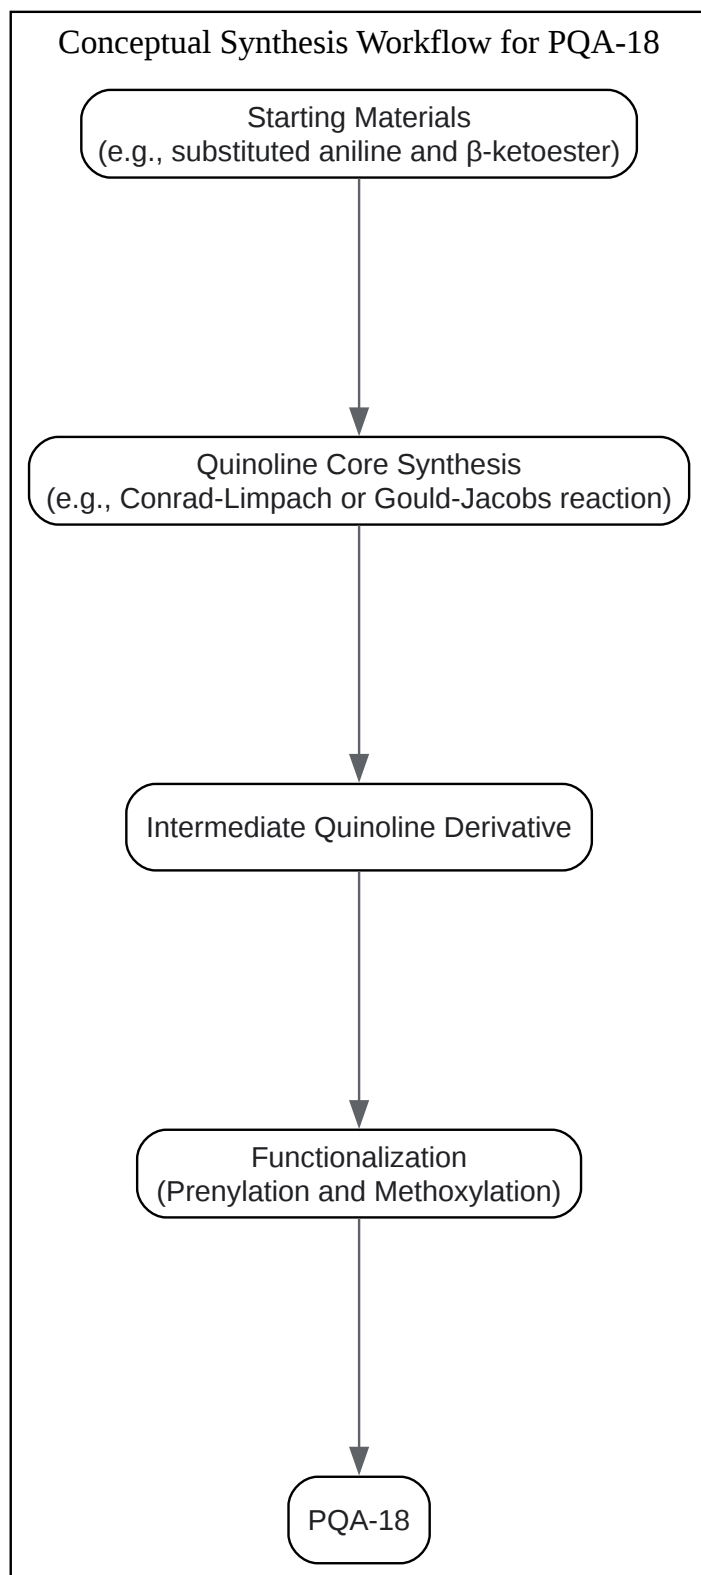 Conceptual Synthesis Workflow for PQA-18
Starting Materials
(e.g., substituted aniline and β-ketoester)
Quinoline Core Synthesis
(e.g., Conrad-Limpach or Gould-Jacobs reaction)
Intermediate Quinoline Derivative
Functionalization
(Prenylation and Methoxylation)
PQA-18